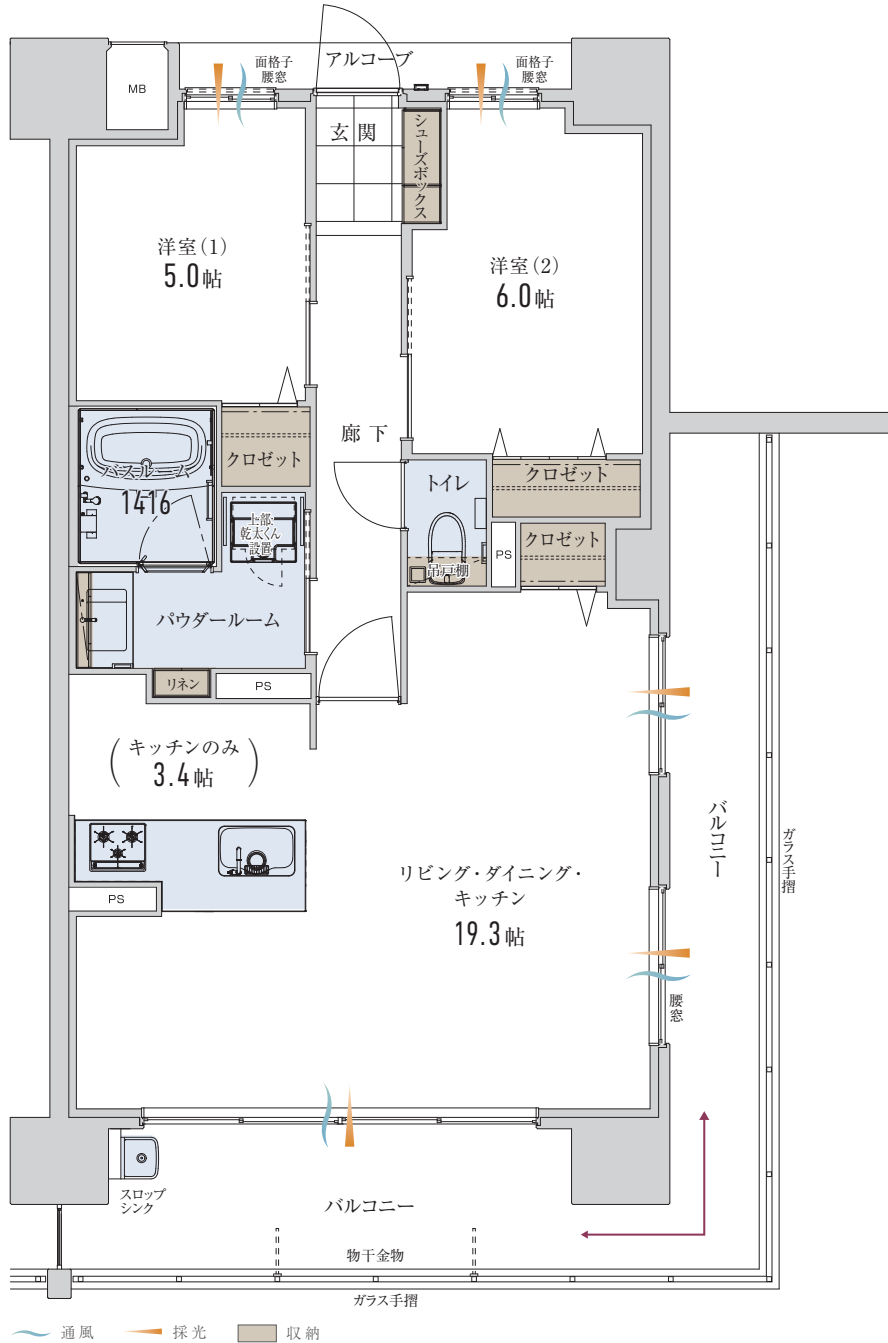 MB
面格子
腰窓
アルコーブ
面格子
腰窓
玄関
シューズボックス
洋室(1)
5.0帖
洋室(2)
6.0帖
廊下
バスルーム
1416
クロゼット
トイレ
クロゼット
上部:
乾太くん
設置
PS
クロゼット
吊戸棚
パウダールーム
リネン
PS
(キッチンのみ)
3.4帖
PS
リビング・ダイニング・
キッチン
19.3帖
バルコニー
ガラス手摺
腰窓
スロップ
シンク
バルコニー
物干金物
ガラス手摺
通風
採光
収納